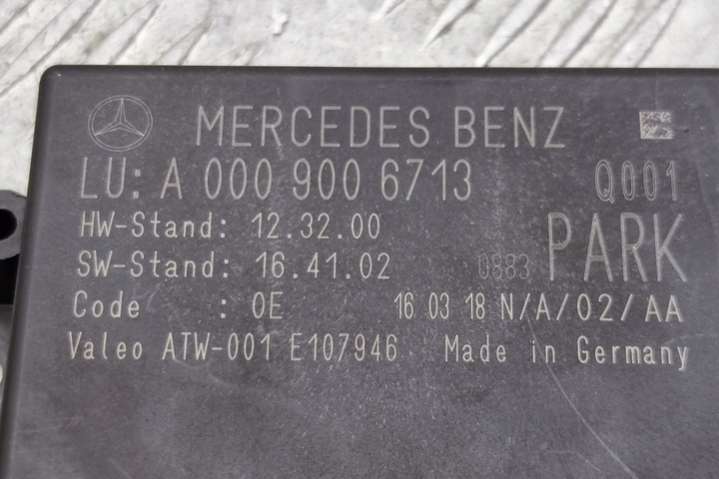 MERCEDES BENZ
LU: A 000 900 6713 Q001
HW-Stand: 12.32.00
SW-Stand: 16.41.02 0883 PARK
Code : 0E 16 03 18 N/A/02/AA
Valeo ATW-001 E107946 Made in Germany